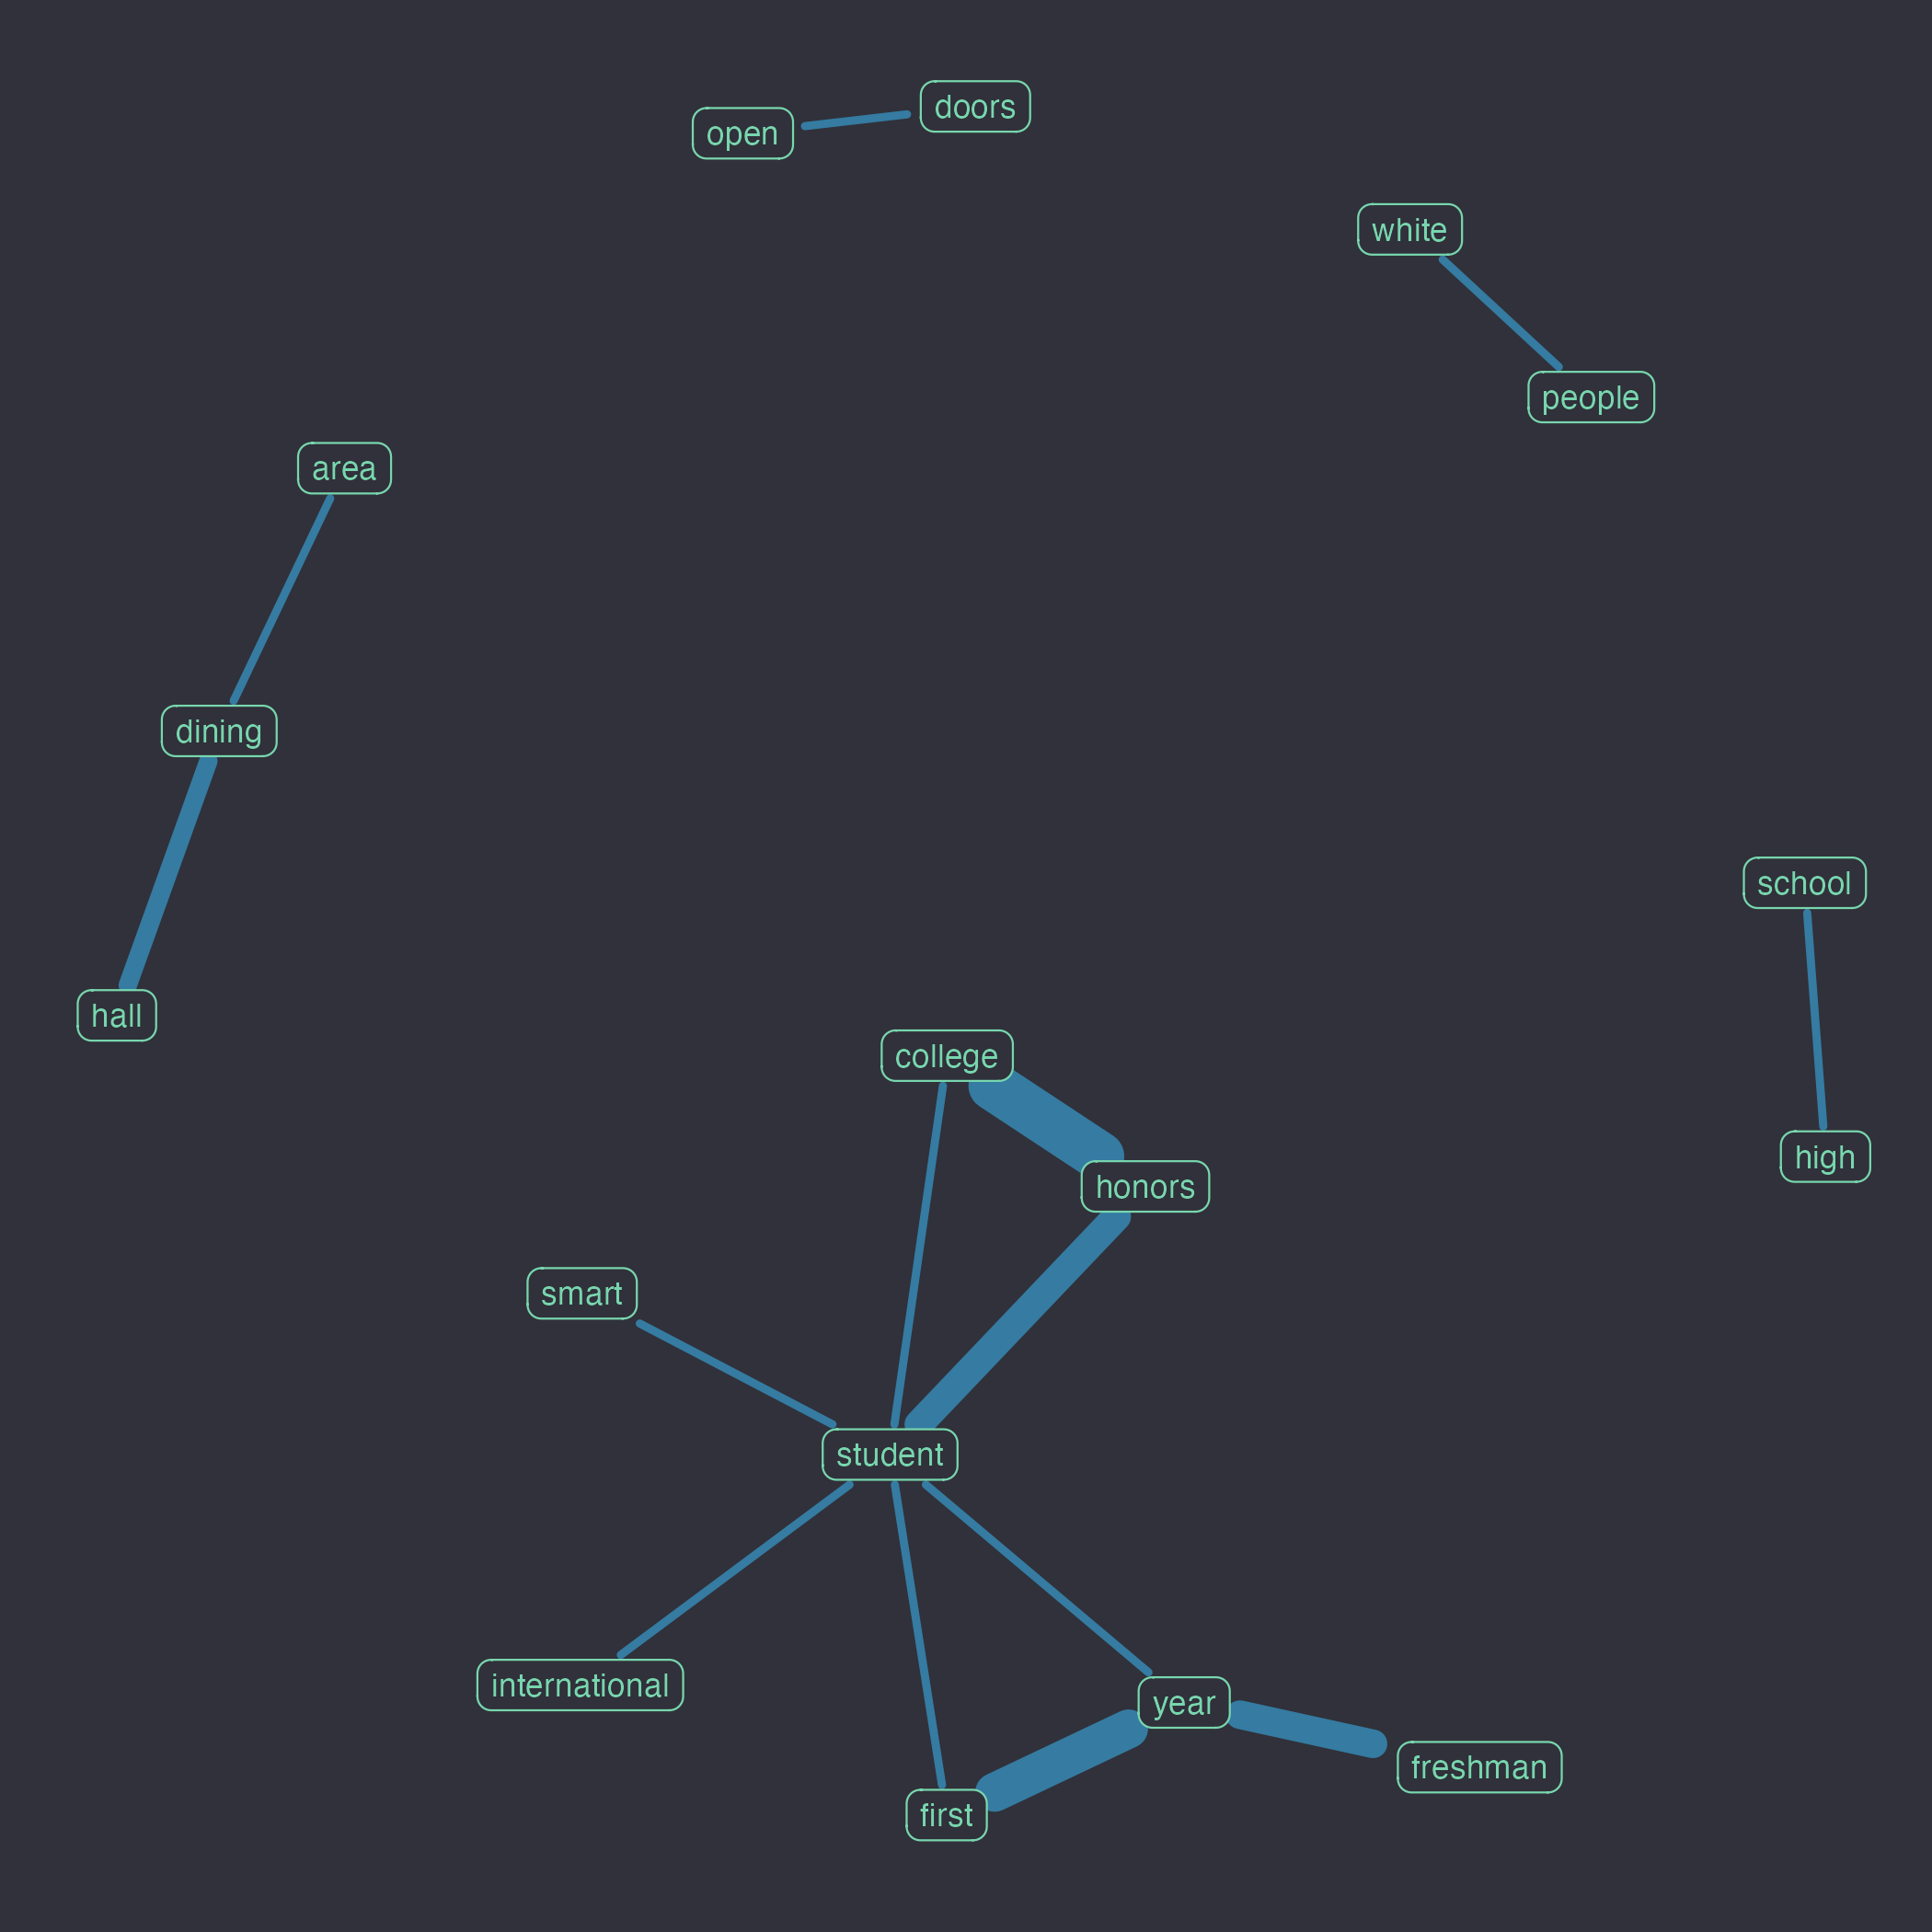 doors
open
white
people
area
dining
school
hall
college
high
honors
smart
student
international
year
freshman
first